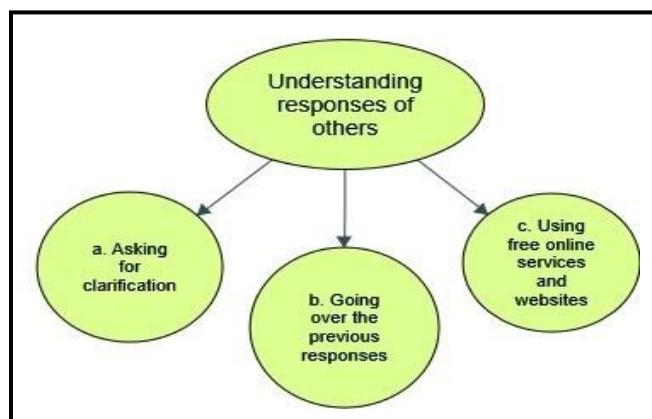 Understanding
responses of
others
a. Asking
for
clarification
b. Going
over the
previous
responses
c. Using
free online
services
and
websites